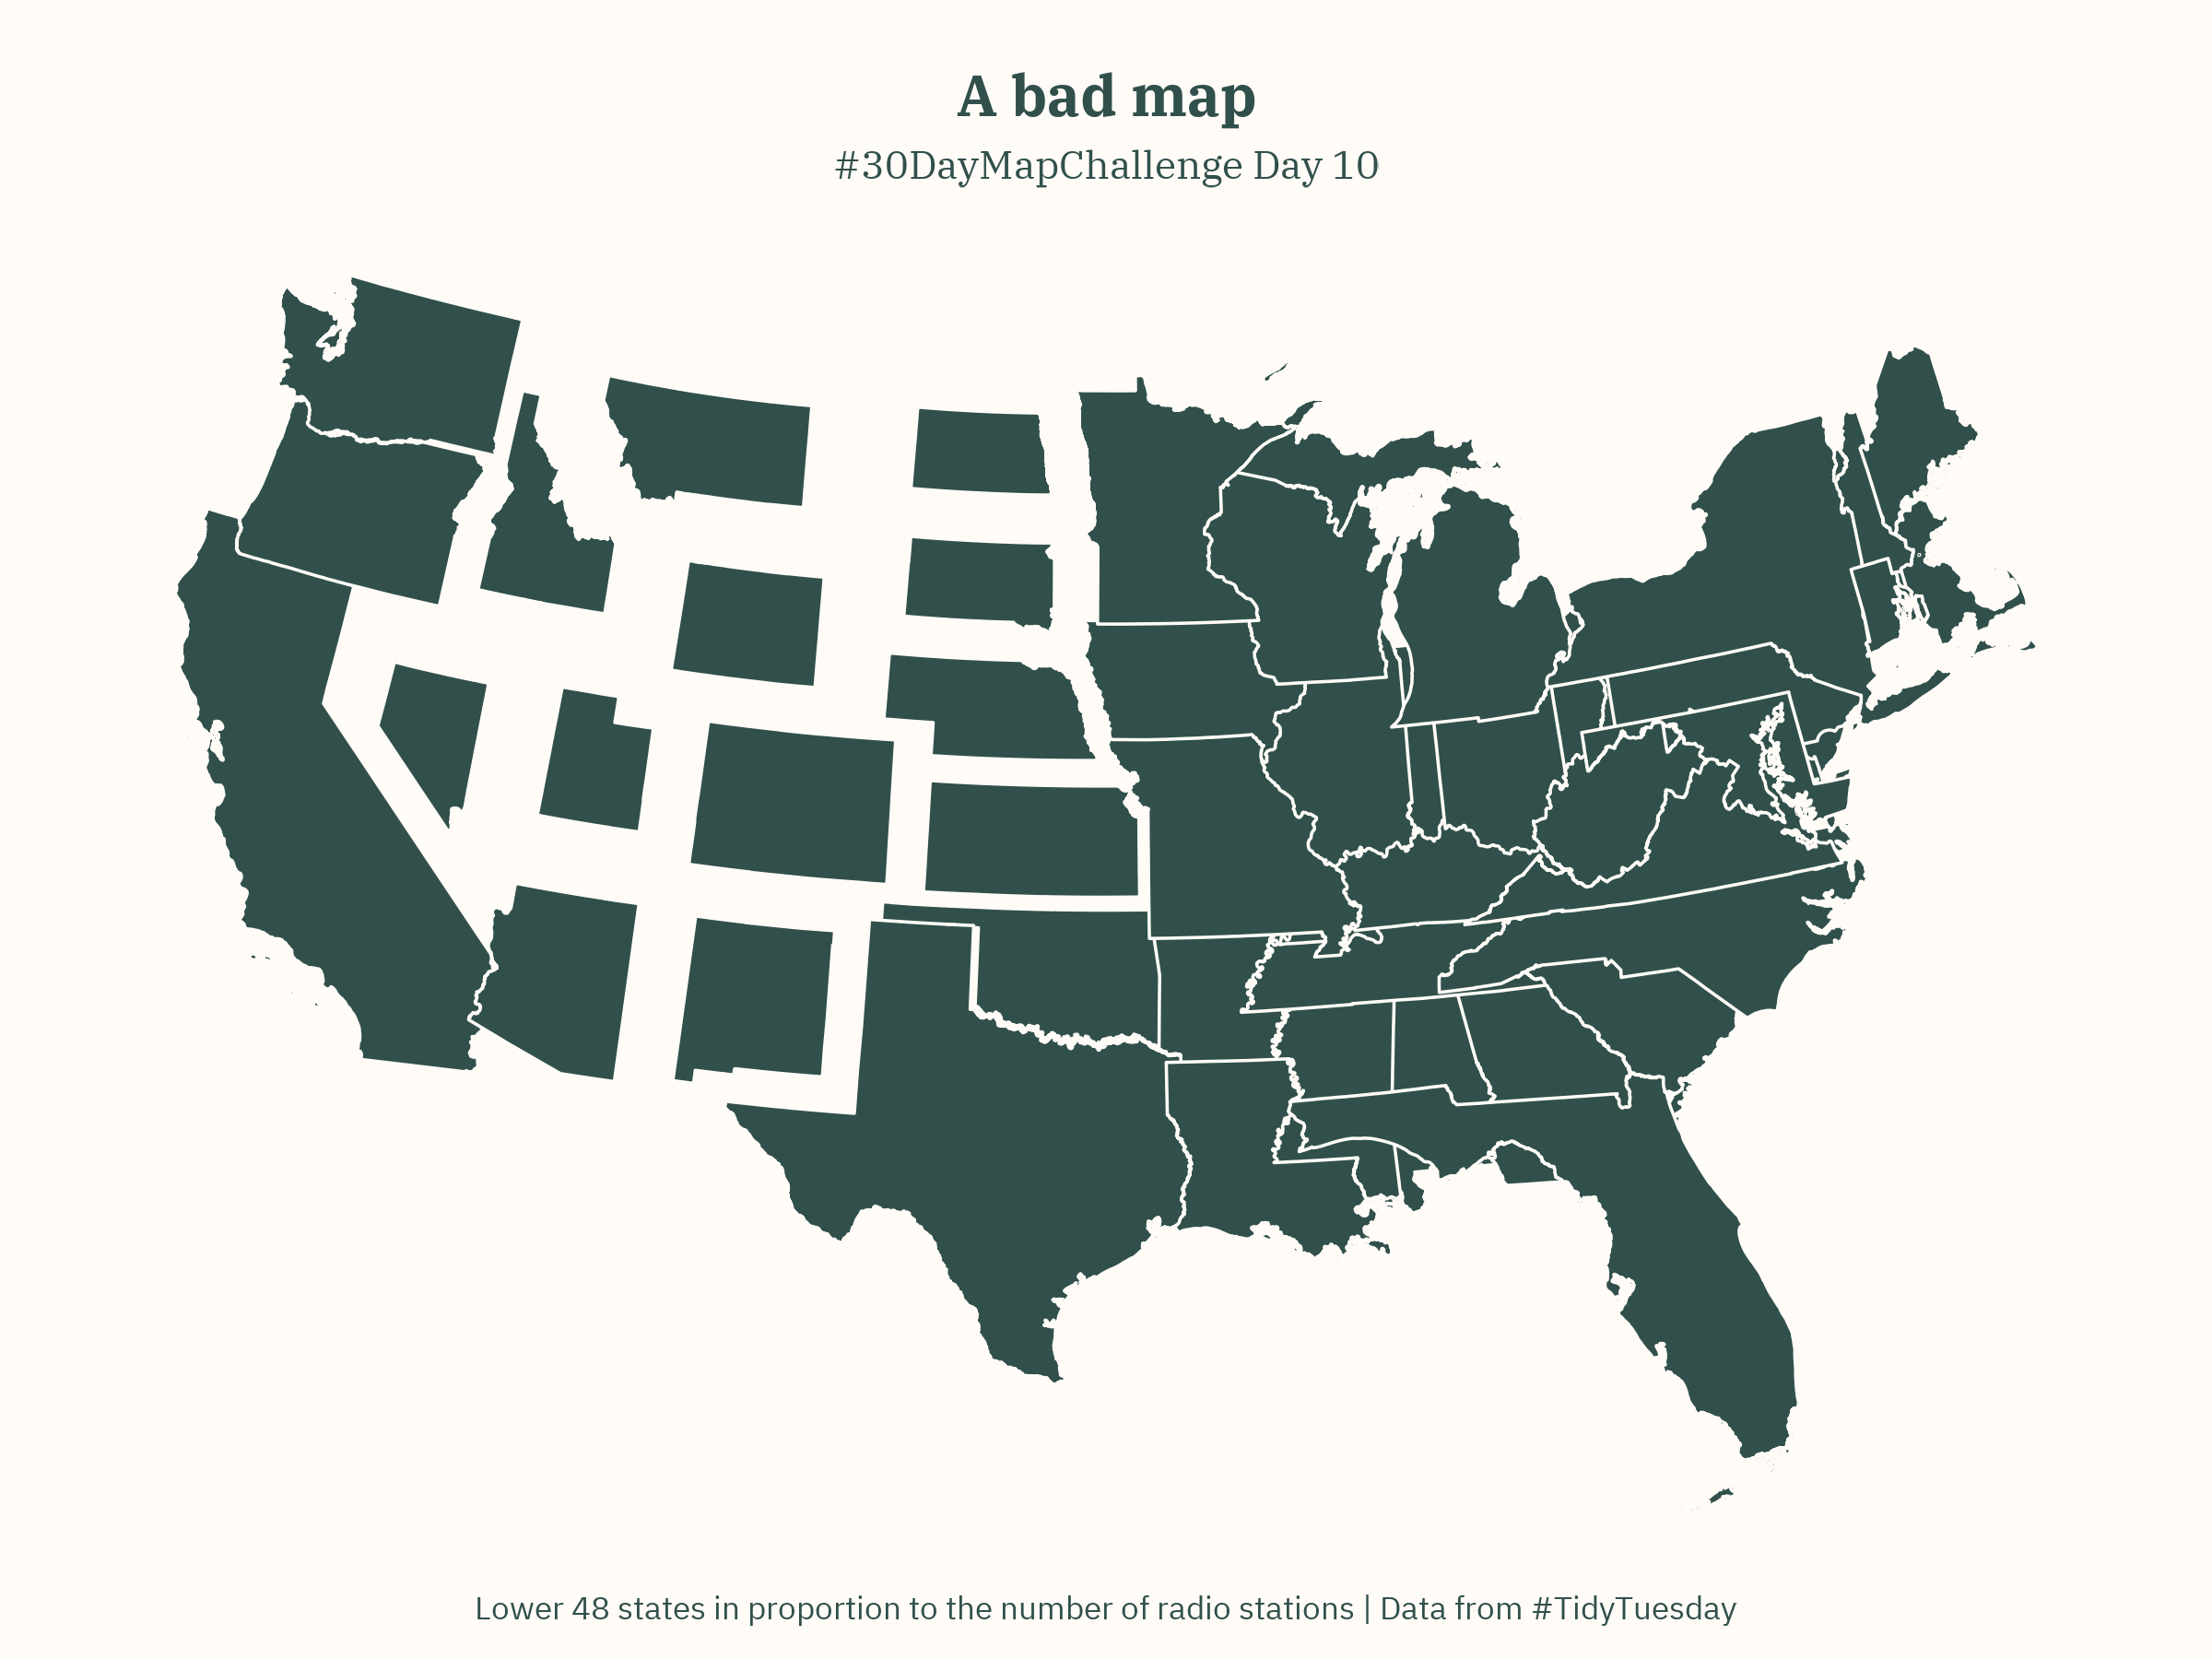 A bad map
#30DayMapChallenge Day 10
Lower 48 states in proportion to the number of radio stations | Data from #TidyTuesday